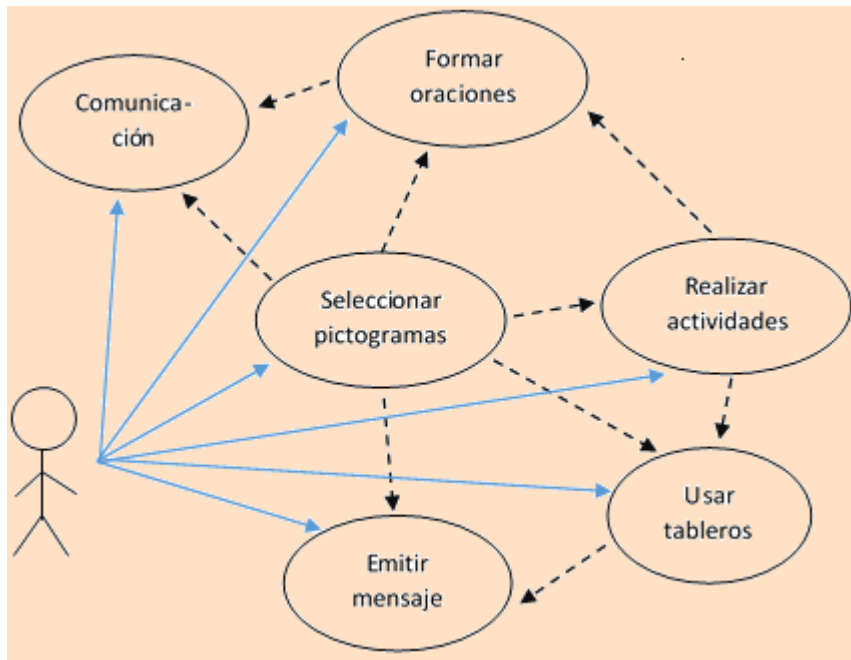 Formar
oraciones
Comunica-
ción
Seleccionar
pictogramas
Realizar
actividades
Usar
tableros
Emitir
mensaje